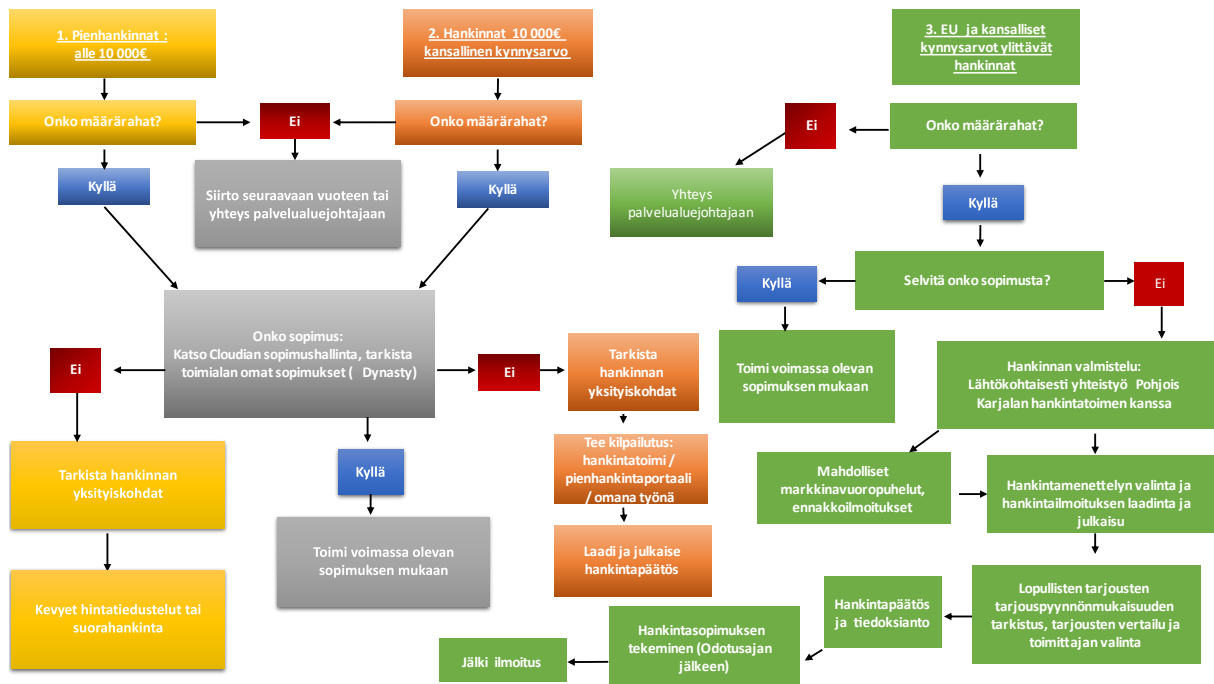 1. Pienhankinnat :
alle 10 000€
2. Hankinnat 10 000€
kansallinen kynnysarvo
3. EU ja kansalliset
kynnysarvot ylittävät
hankinnat
Onko määrärahat?
Ei
Onko määrärahat?
Ei
Onko määrärahat?
Kyllä
Siirto seuraavaan vuoteen tai
yhteys palvelualuejohtajaan
Kyllä
Yhteys
palvelualuejohtajaan
Kyllä
Kyllä
Selvitä onko sopimusta?
Ei
Onko sopimus:
Katso Cloudian sopimushallinta, tarkista
toimialan omat sopimukset ( Dynasty)
Ei
Ei
Tarkista
hankinnan
yksityiskohdat
Toimi voimassa olevan
sopimuksen mukaan
Hankinnan valmistelu:
Lähtökohtaisesti yhteistyö Pohjois
Karjalan hankintatoimen kanssa
Tarkista hankinnan
yksityiskohdat
Kyllä
Tee kilpailutus:
hankintatoimi /
pienhankintaportaali
/ omana työnä
Mahdolliset
markkinavuoropuhelut,
ennakkoilmoitukset
Hankintamenettelyn valinta ja
hankintailmoituksen laadinta ja
julkaisu
Toimi voimassa olevan
sopimuksen mukaan
Laadi ja julkaise
hankintapäätös
Kevyet hintatiedustelut tai
suorahankinta
Lopullisten tarjousten
tarjouspyynnönmukaisuuden
tarkistus, tarjousten vertailu ja
toimittajan valinta
Hankintapäätös
ja tiedoksianto
Hankintasopimuksen
tekeminen (Odotusajan
jälkeen)
Jälki ilmoitus